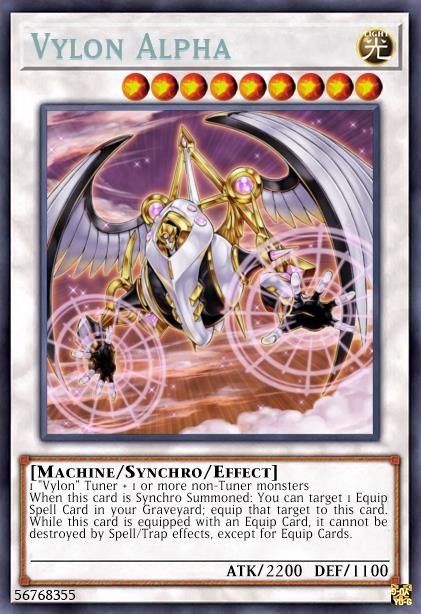 Vylon Alpha
LIGHT
光
[Machine/Synchro/Effect]
1 "Vylon" Tuner + 1 or more non-Tuner monsters
When this card is Synchro Summoned: You can target 1 Equip
Spell Card in your Graveyard; equip that target to this card.
While this card is equipped with an Equip Card, it cannot be
destroyed by Spell/Trap effects, except for Equip Cards.
ATK/2200 DEF/1100
56768355